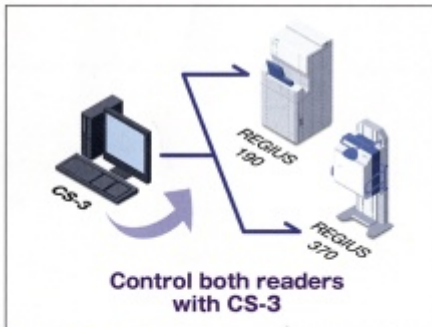 REGIUS
190
CS-3
REGIUS
370
Control both readers
with CS-3